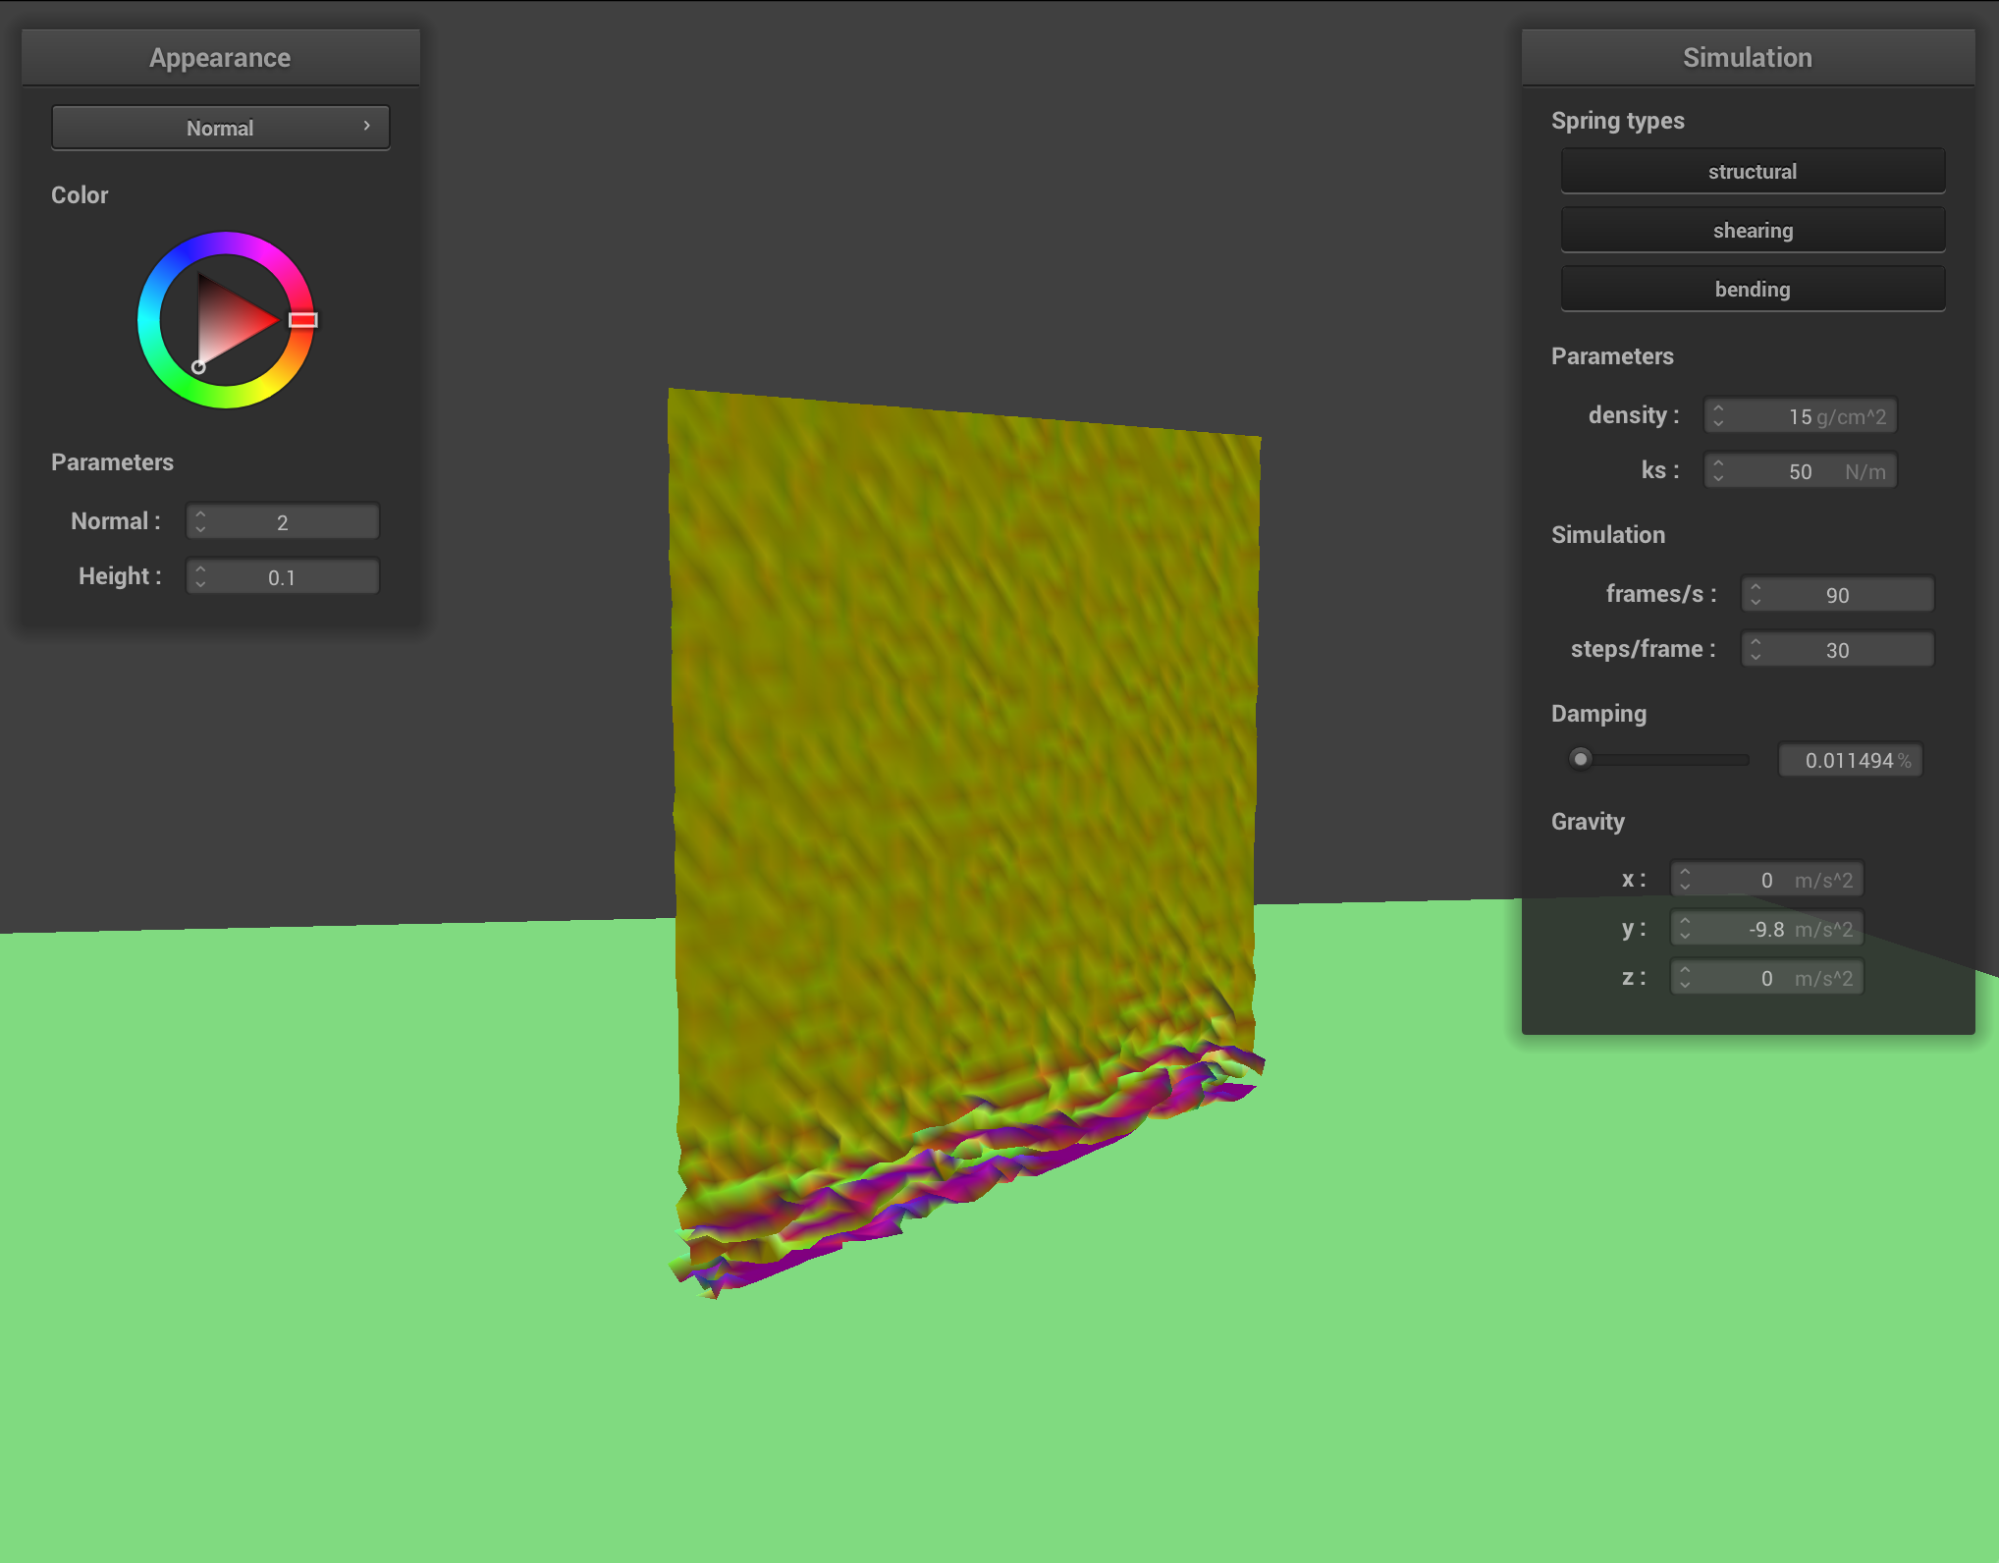 Appearance
Normal
Color
Parameters
Normal : 2
Height : 0.1
Simulation
Spring types
structural
shearing
bending
Parameters
density : 15 g/cm^2
ks : 50 N/m
Simulation
frames/s : 90
steps/frame : 30
Damping
0.011494 %
Gravity
x : 0 m/s^2
y : -9.8 m/s^2
z : 0 m/s^2